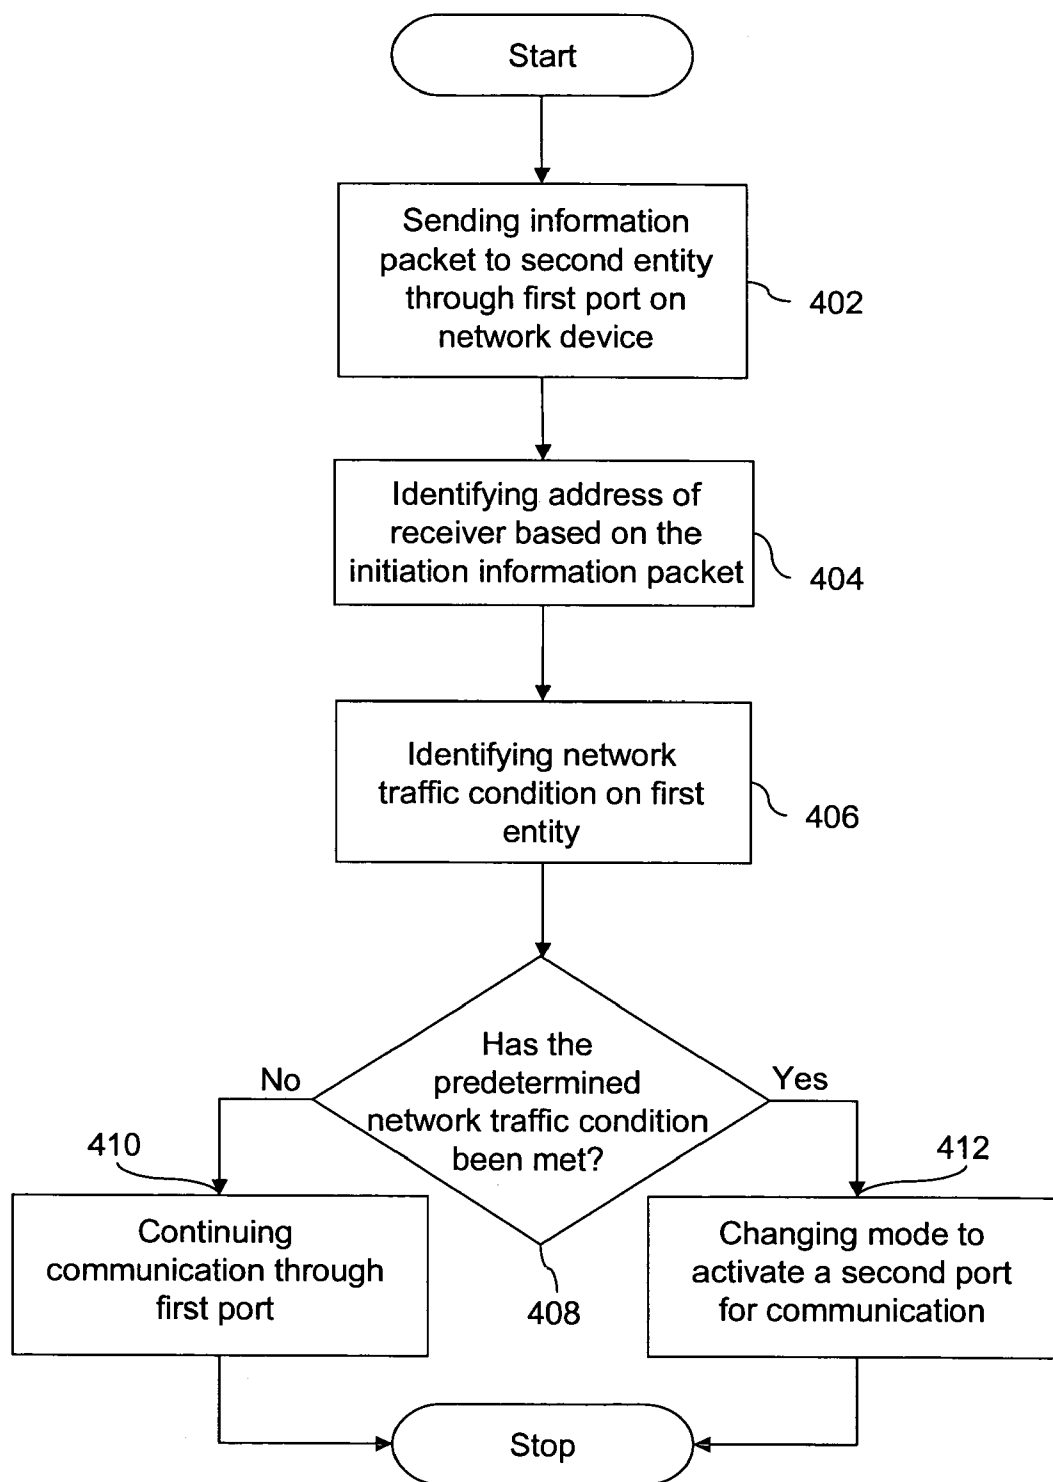 Start
Sending information
packet to second entity
through first port on
network device
402
Identifying address of
receiver based on the
initiation information packet
404
Identifying network
traffic condition on first
entity
406
Has the
predetermined
network traffic condition
been met?
No
Yes
410
412
408
Continuing
communication through
first port
Changing mode to
activate a second port
for communication
Stop